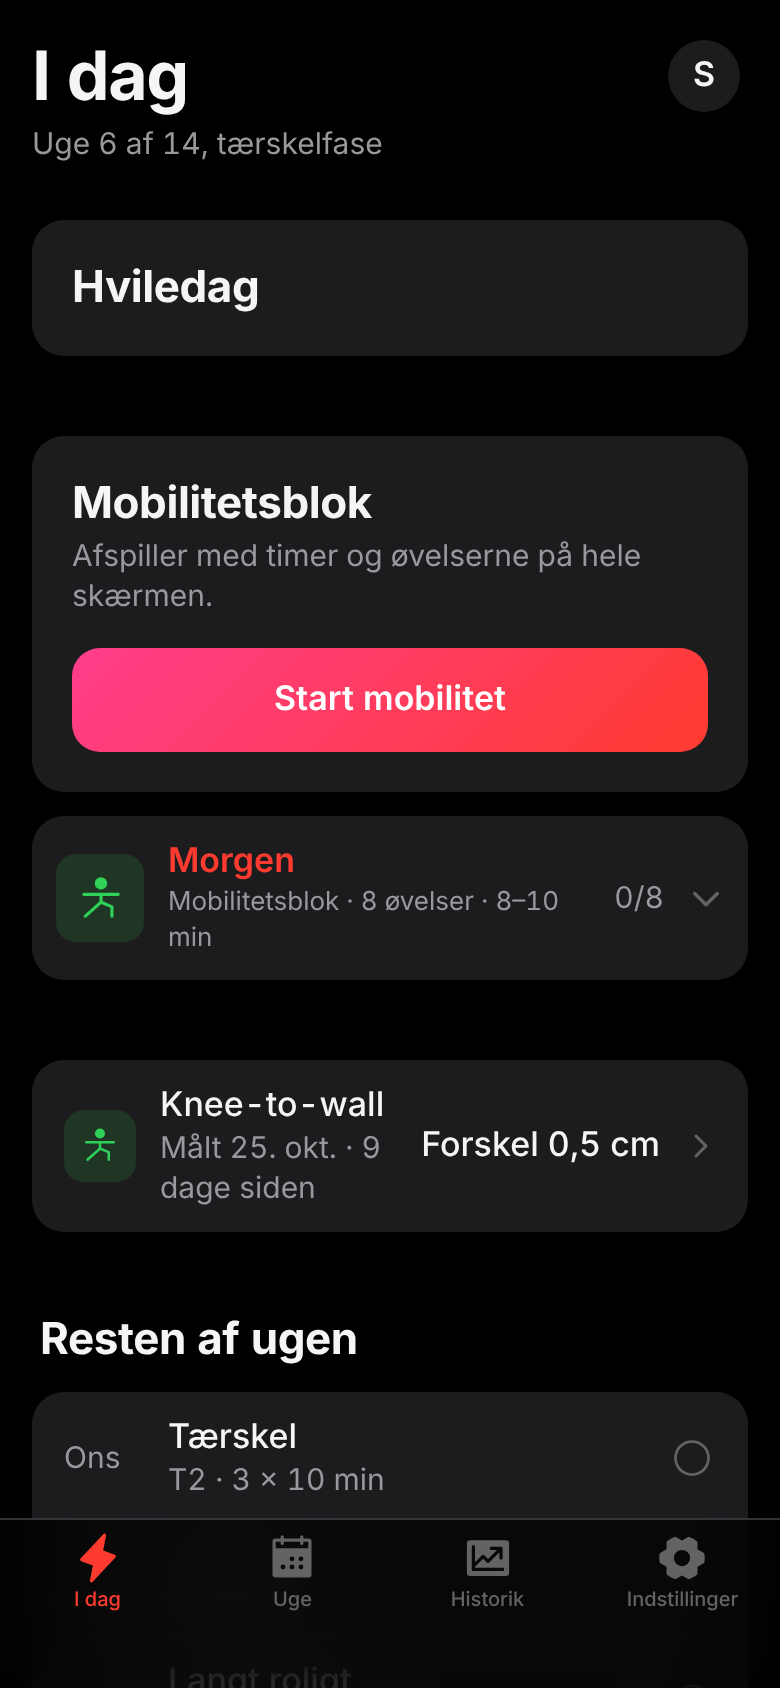 I dag
S
Uge 6 af 14, tærskelfase
Hviledag
Mobilitetsblok
Afspiller med timer og øvelserne på hele
skærmen.
Start mobilitet
Morgen
Mobilitetsblok · 8 øvelser · 8–10
min
0/8
Knee-to-wall
Målt 25. okt. · 9
dage siden
Forskel 0,5 cm
Resten af ugen
Ons
Tærskel
T2 · 3 × 10 min
I dag
Uge
Historik
Indstillinger
Langt roligt